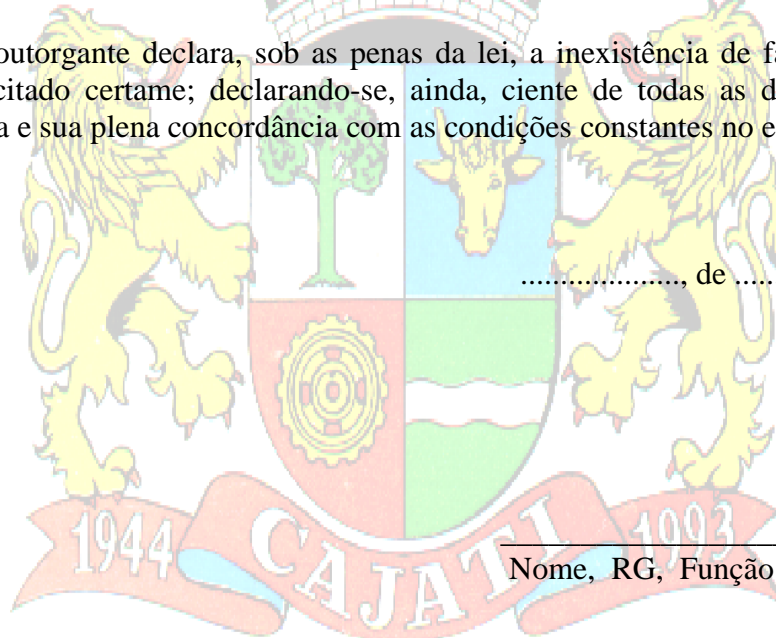 outorgante declara, sob as penas da lei, a inexistência de fa
citado certame; declarando-se, ainda, ciente de todas as d
a e sua plena concordância com as condições constantes no e
....................., de .....
Nome, RG, Função
1944 CAJATI 1993